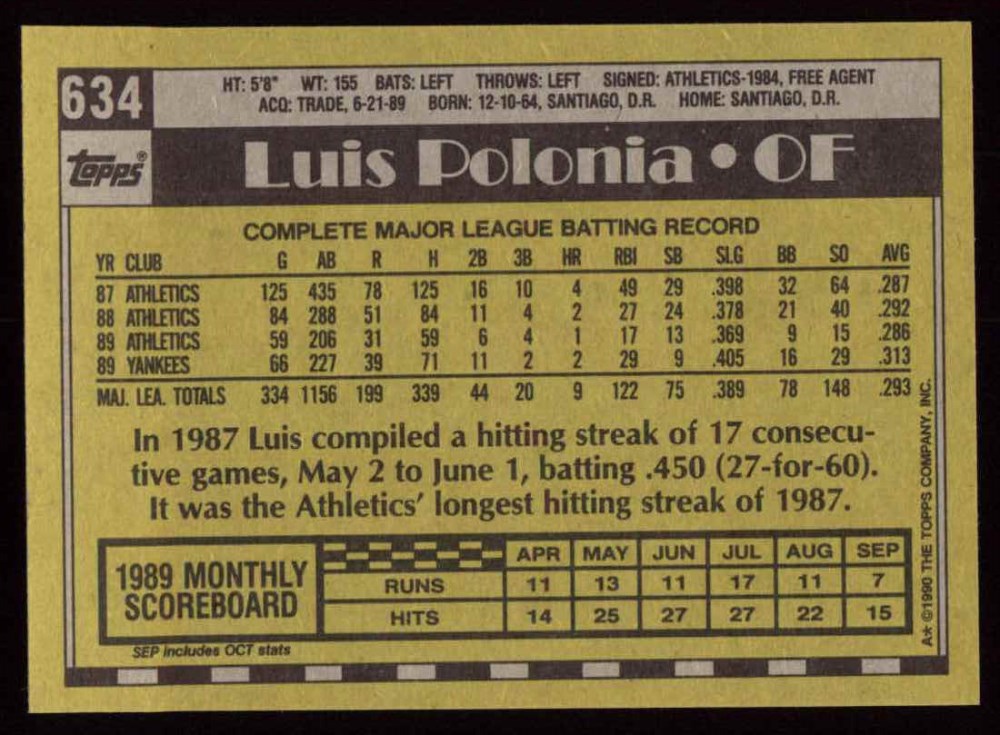 634
HT: 5'8" WT: 155 BATS: LEFT THROWS: LEFT SIGNED: ATHLETICS-1984, FREE AGENT
ACQ: TRADE, 6-21-89 BORN: 12-10-64, SANTIAGO, D.R. HOME: SANTIAGO, D.R.
topps®
Luis Polonia • OF
COMPLETE MAJOR LEAGUE BATTING RECORD
YR CLUB G AB R H 2B 3B HR RBI SB SLG BB SO AVG
87 ATHLETICS 125 435 78 125 16 10 4 49 29 .398 32 64 .287
88 ATHLETICS 84 288 51 84 11 4 2 27 24 .378 21 40 .292
89 ATHLETICS 59 206 31 59 6 4 1 17 13 .369 9 15 .286
89 YANKEES 66 227 39 71 11 2 2 29 9 .405 16 29 .313
MAJ. LEA. TOTALS 334 1156 199 339 44 20 9 122 75 .389 78 148 .293
In 1987 Luis compiled a hitting streak of 17 consecu-
tive games, May 2 to June 1, batting .450 (27-for-60).
It was the Athletics' longest hitting streak of 1987.
1989 MONTHLY
SCOREBOARD
APR MAY JUN JUL AUG SEP
RUNS 11 13 11 17 11 7
HITS 14 25 27 27 22 15
SEP includes OCT stats
A* ©1990 THE TOPPS COMPANY, INC.